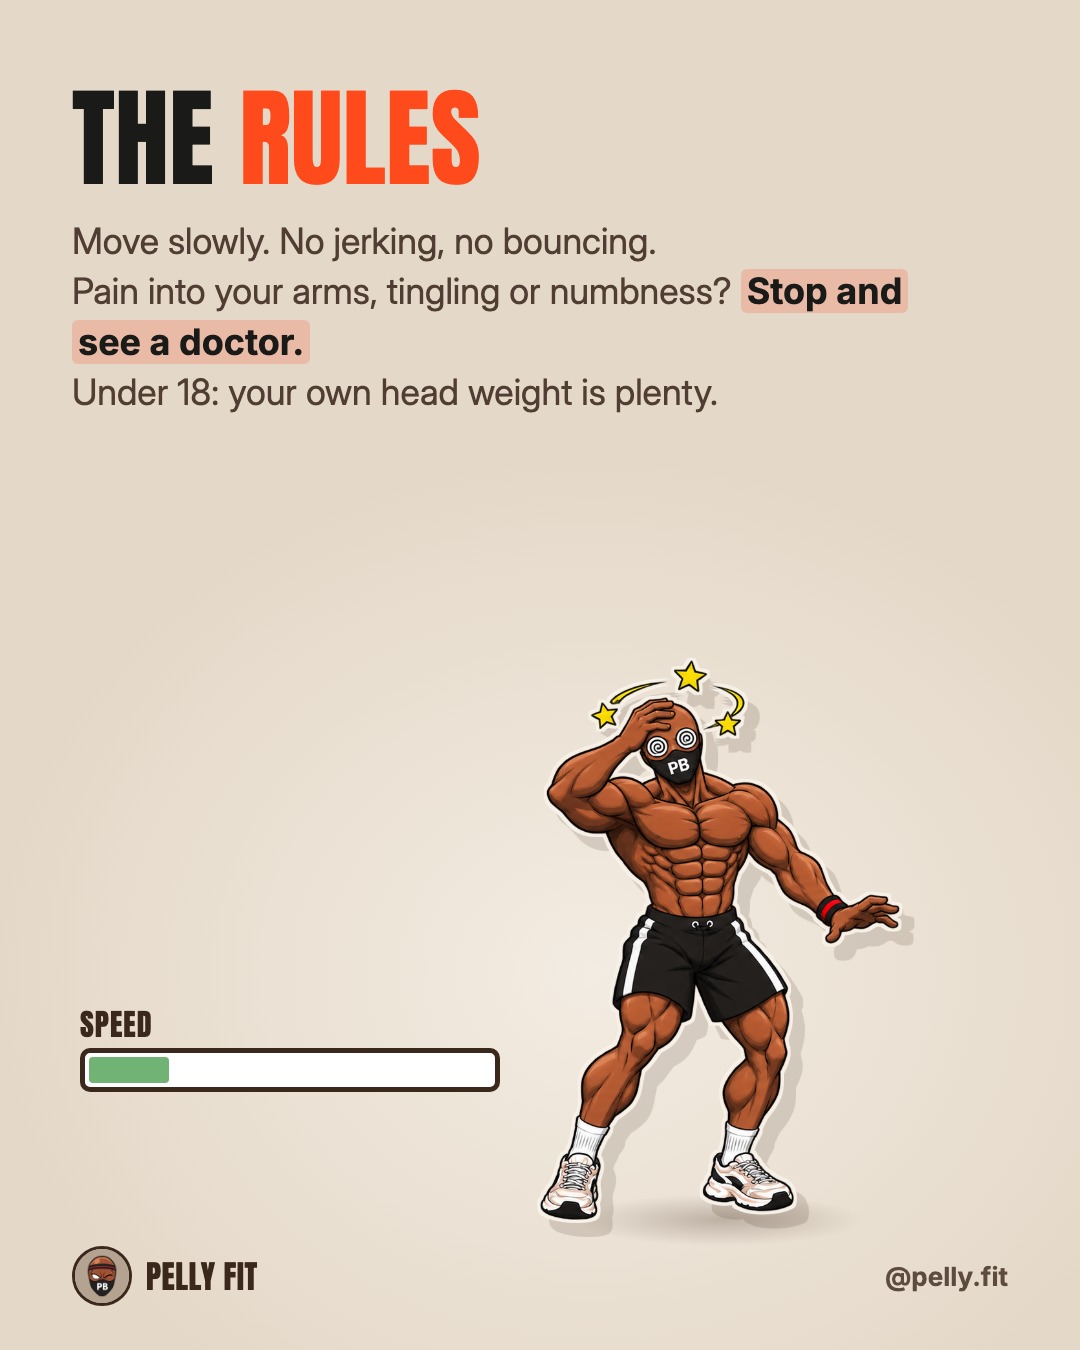 THE RULES
Move slowly. No jerking, no bouncing.
Pain into your arms, tingling or numbness? Stop and
see a doctor.
Under 18: your own head weight is plenty.
PB
SPEED
PB
PELLY FIT
@pelly.fit